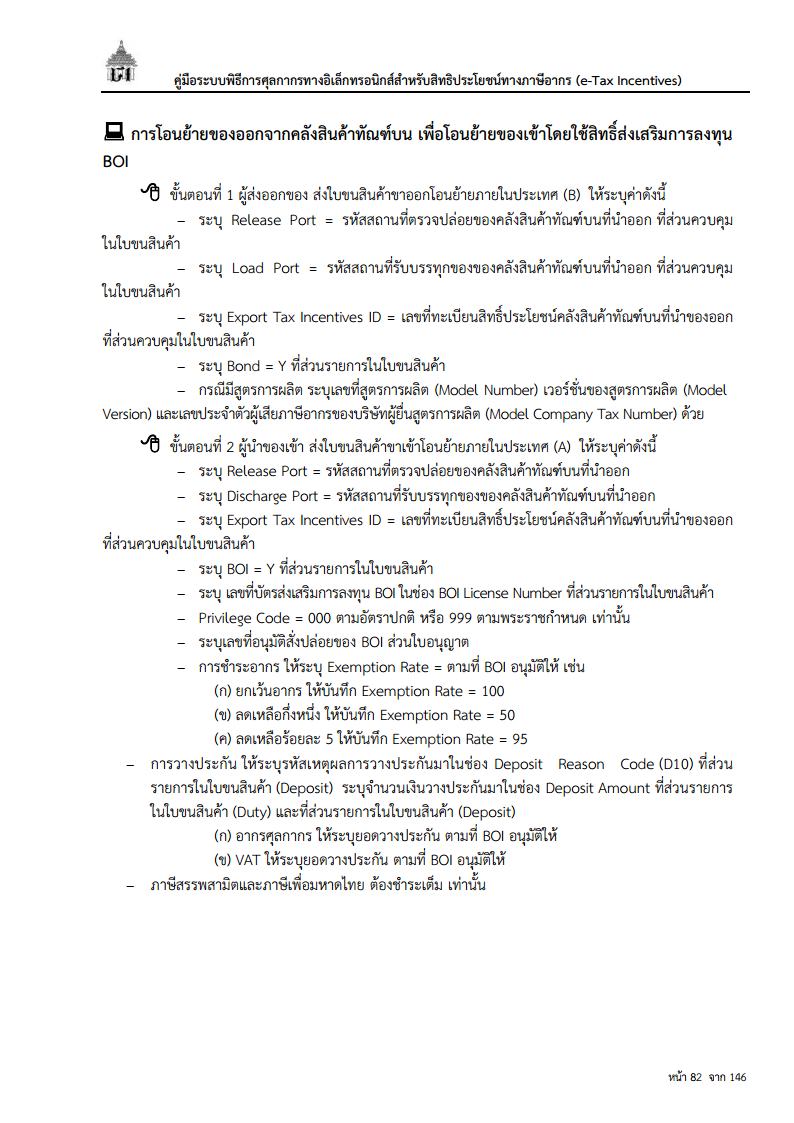 คู่มือระบบพิธีการศุลกากรทางอิเล็กทรอนิกส์สำหรับสิทธิประโยชน์ทางภาษีอากร (e-Tax Incentives)
การโอนย้ายของออกจากคลังสินค้าทัณฑ์บน เพื่อโอนย้ายของเข้าโดยใช้สิทธิ์ส่งเสริมการลงทุน
BOI
ขั้นตอนที่ 1 ผู้ส่งออกของ ส่งใบขนสินค้าขาออกโอนย้ายภายในประเทศ (B) ให้ระบุค่าดังนี้
– ระบุ Release Port = รหัสสถานที่ตรวจปล่อยของคลังสินค้าทัณฑ์บนที่นำออก ที่ส่วนควบคุม
ในใบขนสินค้า
– ระบุ Load Port = รหัสสถานที่รับบรรทุกของของคลังสินค้าทัณฑ์บนที่นำออก ที่ส่วนควบคุม
ในใบขนสินค้า
– ระบุ Export Tax Incentives ID = เลขที่ทะเบียนสิทธิ์ประโยชน์คลังสินค้าทัณฑ์บนที่นำของออก
ที่ส่วนควบคุมในใบขนสินค้า
– ระบุ Bond = Y ที่ส่วนรายการในใบขนสินค้า
– กรณีมีสูตรการผลิต ระบุเลขที่สูตรการผลิต (Model Number) เวอร์ชั่นของสูตรการผลิต (Model
Version) และเลขประจำตัวผู้เสียภาษีอากรของบริษัทผู้ยื่นสูตรการผลิต (Model Company Tax Number) ด้วย
ขั้นตอนที่ 2 ผู้นำของเข้า ส่งใบขนสินค้าขาเข้าโอนย้ายภายในประเทศ (A) ให้ระบุค่าดังนี้
– ระบุ Release Port = รหัสสถานที่ตรวจปล่อยของคลังสินค้าทัณฑ์บนที่นำออก
– ระบุ Discharge Port = รหัสสถานที่รับบรรทุกของของคลังสินค้าทัณฑ์บนที่นำออก
– ระบุ Export Tax Incentives ID = เลขที่ทะเบียนสิทธิ์ประโยชน์คลังสินค้าทัณฑ์บนที่นำของออก
ที่ส่วนควบคุมในใบขนสินค้า
– ระบุ BOI = Y ที่ส่วนรายการในใบขนสินค้า
– ระบุ เลขที่บัตรส่งเสริมการลงทุน BOI ในช่อง BOI License Number ที่ส่วนรายการในใบขนสินค้า
– Privilege Code = 000 ตามอัตราปกติ หรือ 999 ตามพระราชกำหนด เท่านั้น
– ระบุเลขที่อนุมัติสั่งปล่อยของ BOI ส่วนใบอนุญาต
– การชำระอากร ให้ระบุ Exemption Rate = ตามที่ BOI อนุมัติให้ เช่น
(ก) ยกเว้นอากร ให้บันทึก Exemption Rate = 100
(ข) ลดเหลือกึ่งหนึ่ง ให้บันทึก Exemption Rate = 50
(ค) ลดเหลือร้อยละ 5 ให้บันทึก Exemption Rate = 95
– การวางประกัน ให้ระบุรหัสเหตุผลการวางประกันมาในช่อง Deposit Reason Code (D10) ที่ส่วน
รายการในใบขนสินค้า (Deposit) ระบุจำนวนเงินวางประกันมาในช่อง Deposit Amount ที่ส่วนรายการ
ในใบขนสินค้า (Duty) และที่ส่วนรายการในใบขนสินค้า (Deposit)
(ก) อากรศุลกากร ให้ระบุยอดวางประกัน ตามที่ BOI อนุมัติให้
(ข) VAT ให้ระบุยอดวางประกัน ตามที่ BOI อนุมัติให้
– ภาษีสรรพสามิตและภาษีเพื่อมหาดไทย ต้องชำระเต็ม เท่านั้น
หน้า 82 จาก 146